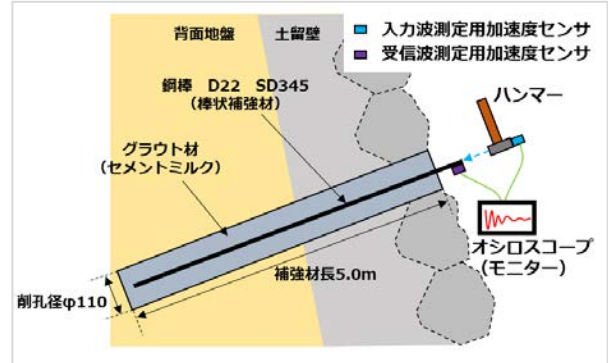 背面地盤
土留壁
入力波測定用加速度センサ
受信波測定用加速度センサ
鋼棒 D22 SD345
（棒状補強材）
ハンマー
グラウト材
（セメントミルク）
オシロスコープ
（モニター）
補強材長5.0m
削孔径φ110